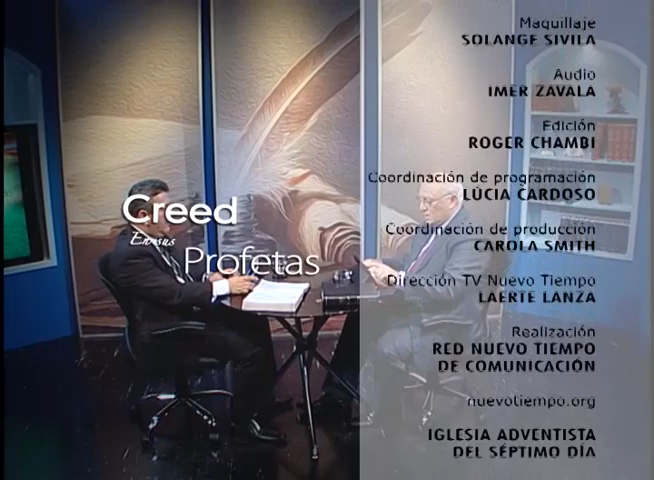 Creed
En sus
Profetas
Maquillaje
SOLANGE SIVILA
Audio
IMER ZAVALA
Edición
ROGER CHAMBI
Coordinación de programación
LÚCIA CARDOSO
Coordinación de producción
CAROLA SMITH
Dirección TV Nuevo Tiempo
LAERTE LANZA
Realización
RED NUEVO TIEMPO
DE COMUNICACIÓN
nuevotiempo.org
IGLESIA ADVENTISTA
DEL SÉPTIMO DÍA